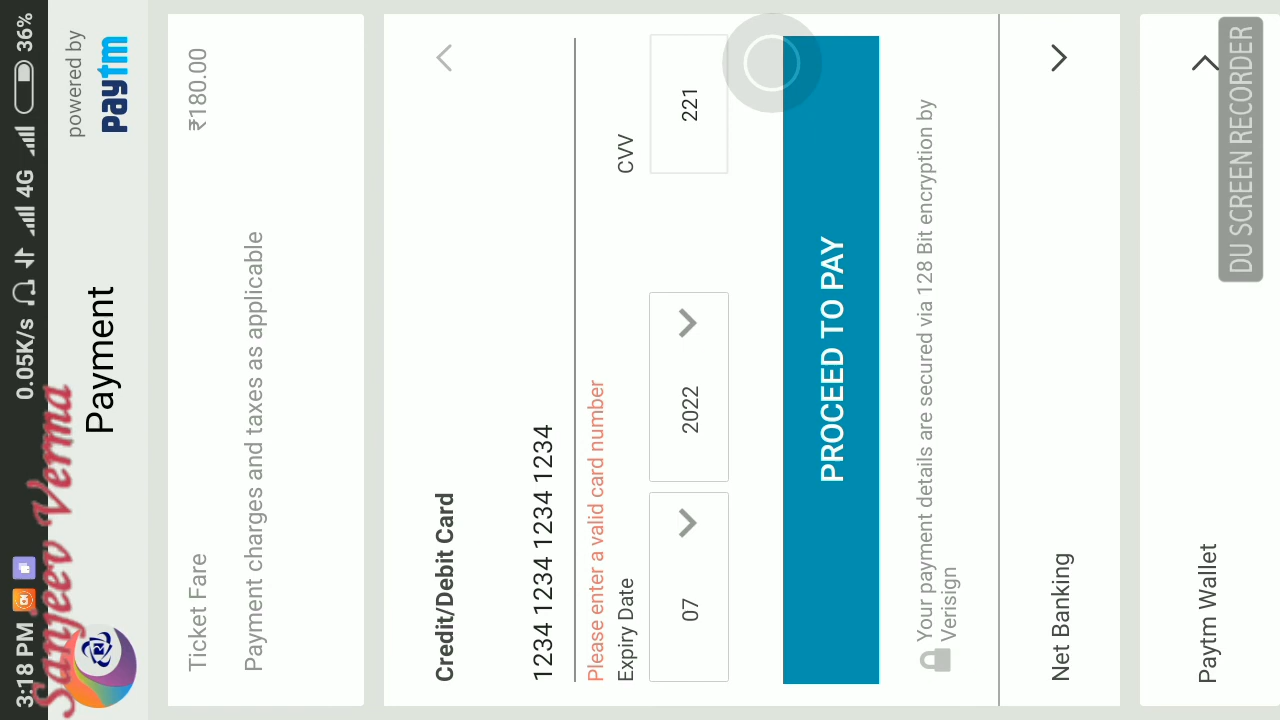 3:18 PM
0.05K/s
4G
36%
Sanjeev Verma
Payment
powered by
paytm
Ticket Fare
₹180.00
Payment charges and taxes as applicable
Credit/Debit Card
1234 1234 1234 1234
Please enter a valid card number
Expiry Date
CVV
07
2022
221
PROCEED TO PAY
Your payment details are secured via 128 Bit encryption by
Verisign
Net Banking
Paytm Wallet
DU SCREEN RECORDER